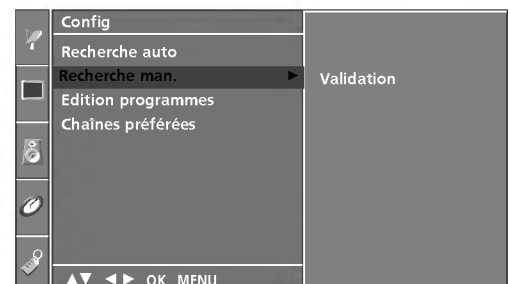 Config
Recherche auto
Recherche man. ► Validation
Edition programmes
Chaînes préférées
▲▼ ◄► OK MENU